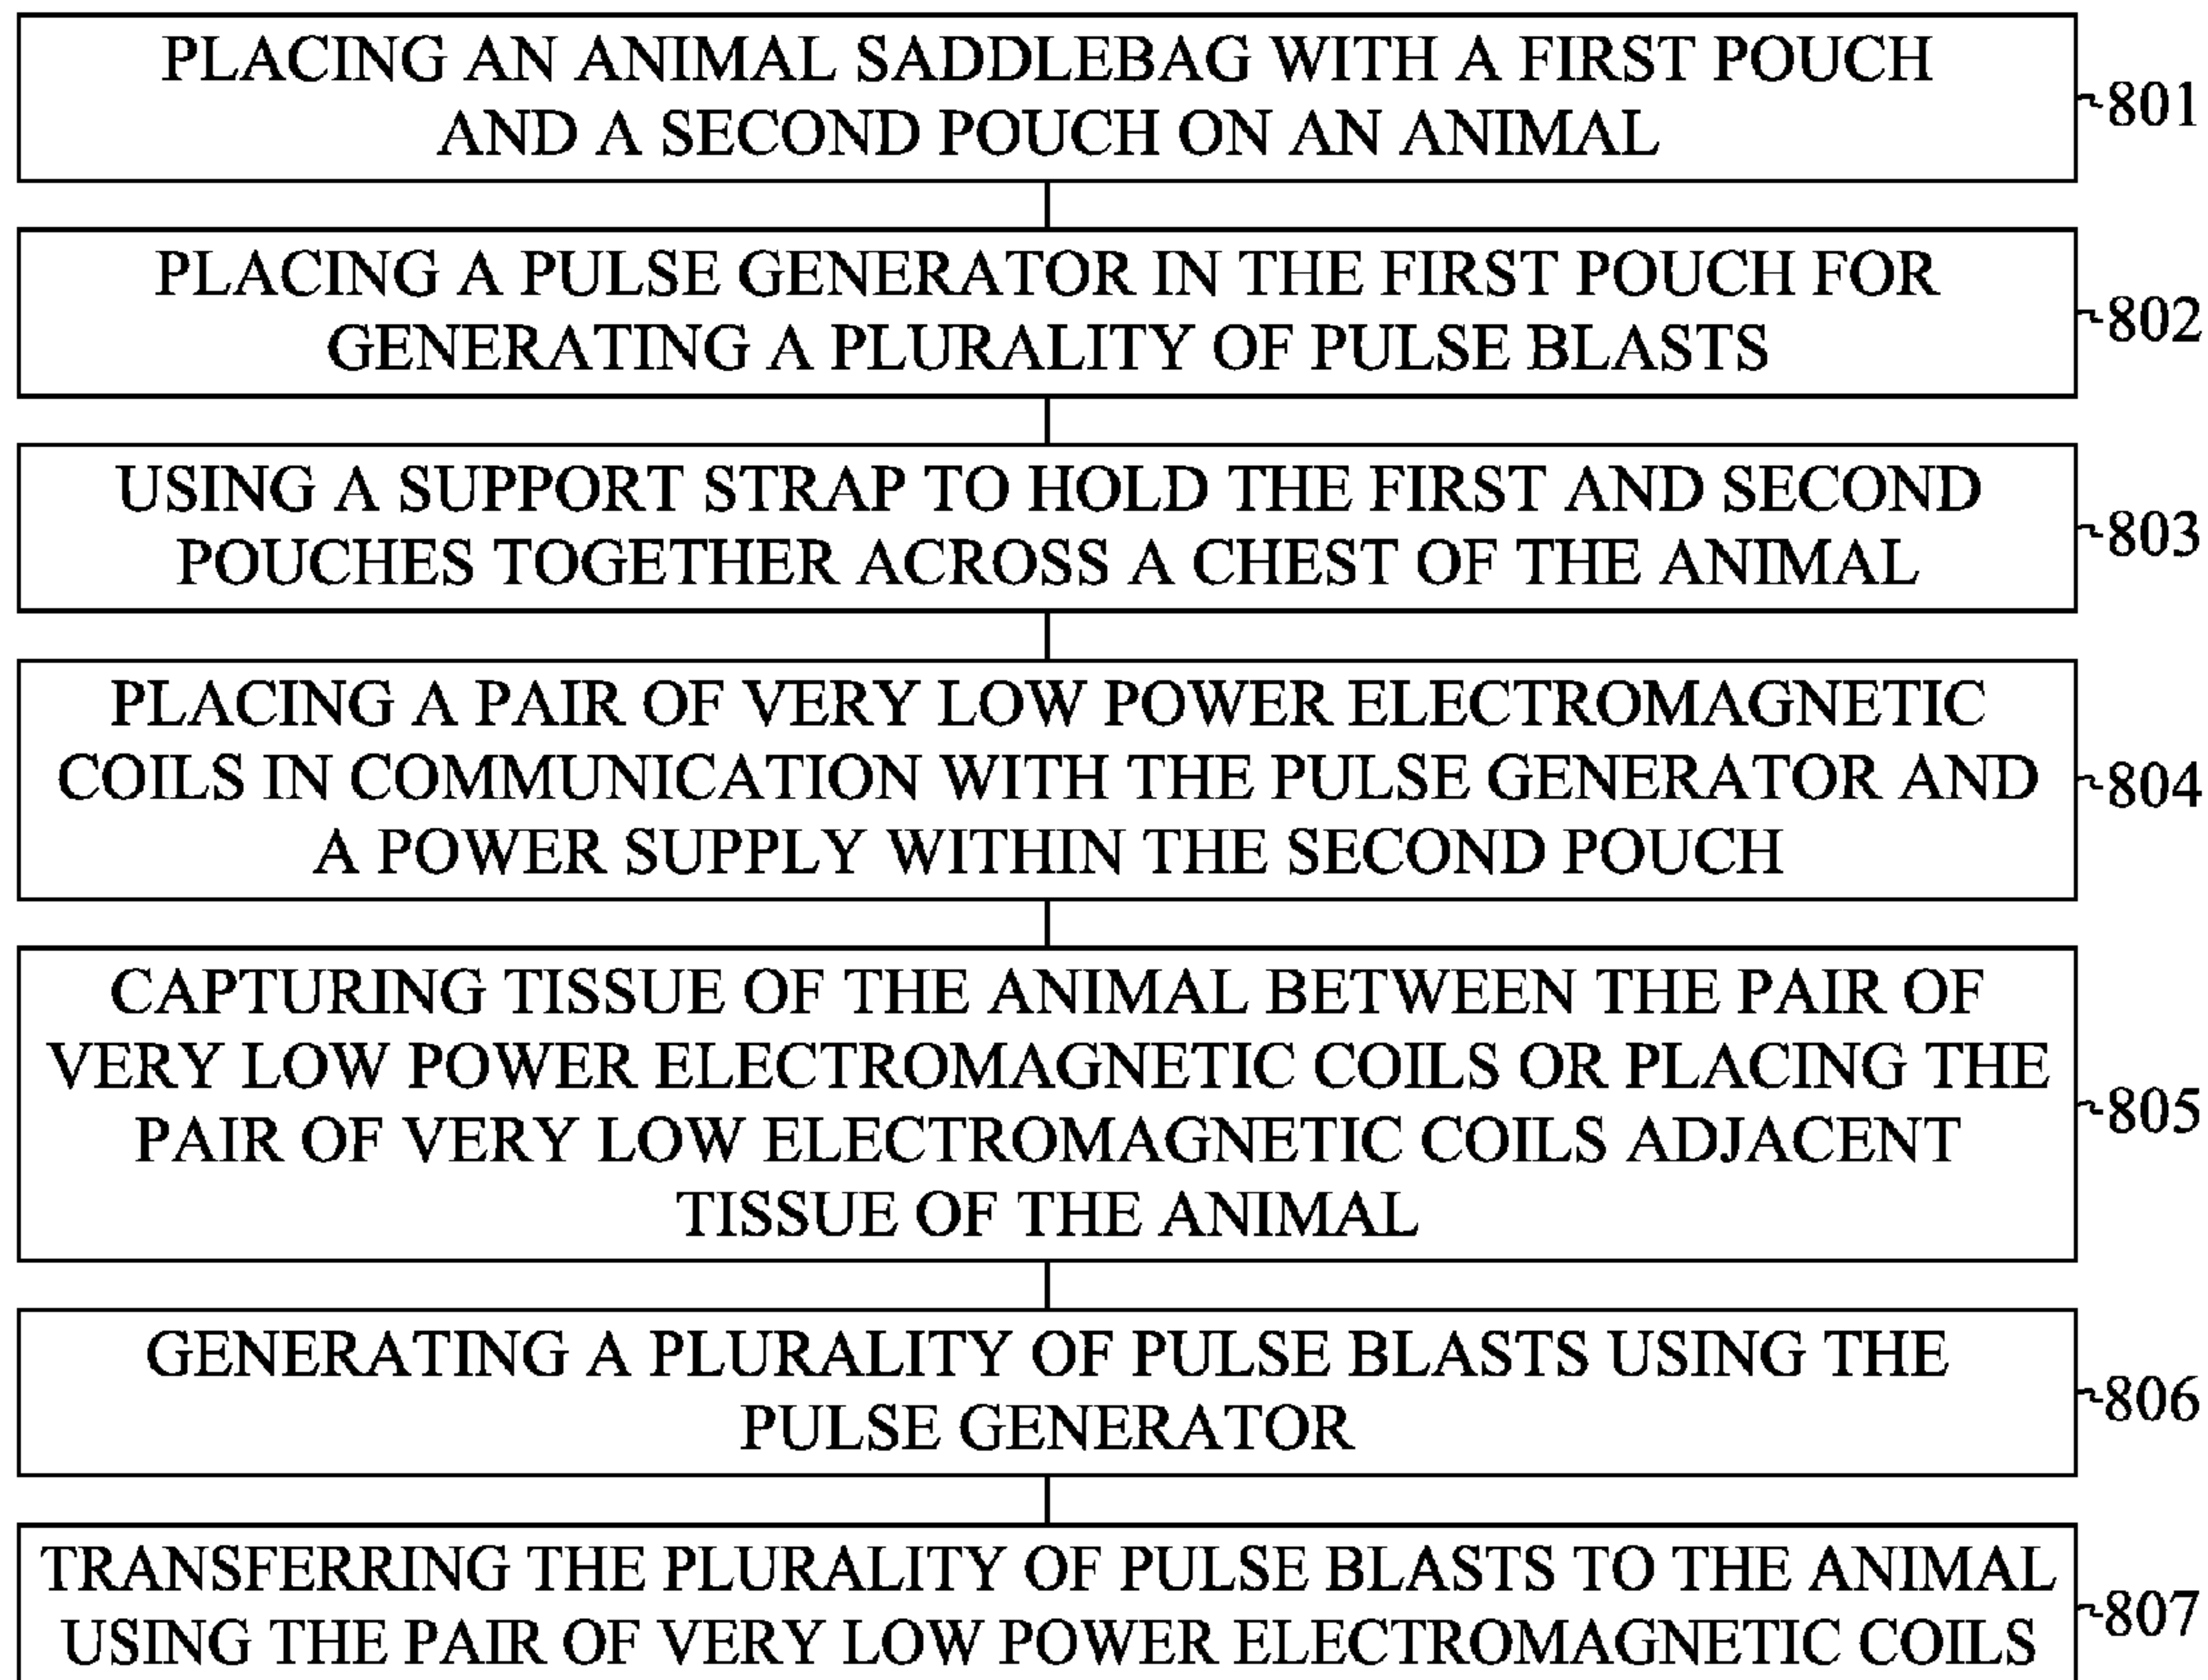 PLACING AN ANIMAL SADDLEBAG WITH A FIRST POUCH
AND A SECOND POUCH ON AN ANIMAL
801
PLACING A PULSE GENERATOR IN THE FIRST POUCH FOR
GENERATING A PLURALITY OF PULSE BLASTS
802
USING A SUPPORT STRAP TO HOLD THE FIRST AND SECOND
POUCHES TOGETHER ACROSS A CHEST OF THE ANIMAL
803
PLACING A PAIR OF VERY LOW POWER ELECTROMAGNETIC
COILS IN COMMUNICATION WITH THE PULSE GENERATOR AND
A POWER SUPPLY WITHIN THE SECOND POUCH
804
CAPTURING TISSUE OF THE ANIMAL BETWEEN THE PAIR OF
VERY LOW POWER ELECTROMAGNETIC COILS OR PLACING THE
PAIR OF VERY LOW ELECTROMAGNETIC COILS ADJACENT
TISSUE OF THE ANIMAL
805
GENERATING A PLURALITY OF PULSE BLASTS USING THE
PULSE GENERATOR
806
TRANSFERRING THE PLURALITY OF PULSE BLASTS TO THE ANIMAL
USING THE PAIR OF VERY LOW POWER ELECTROMAGNETIC COILS
807